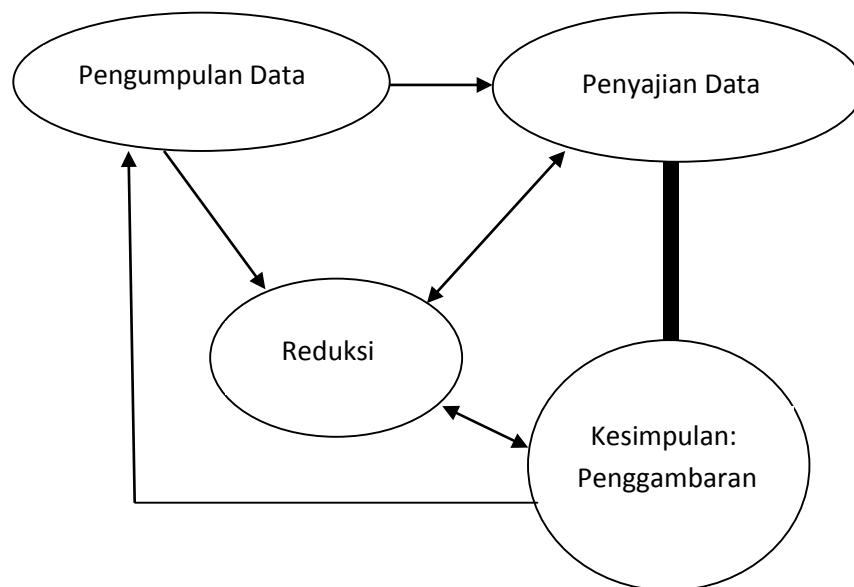 Pengumpulan Data
Penyajian Data
Reduksi
Kesimpulan:
Penggambaran